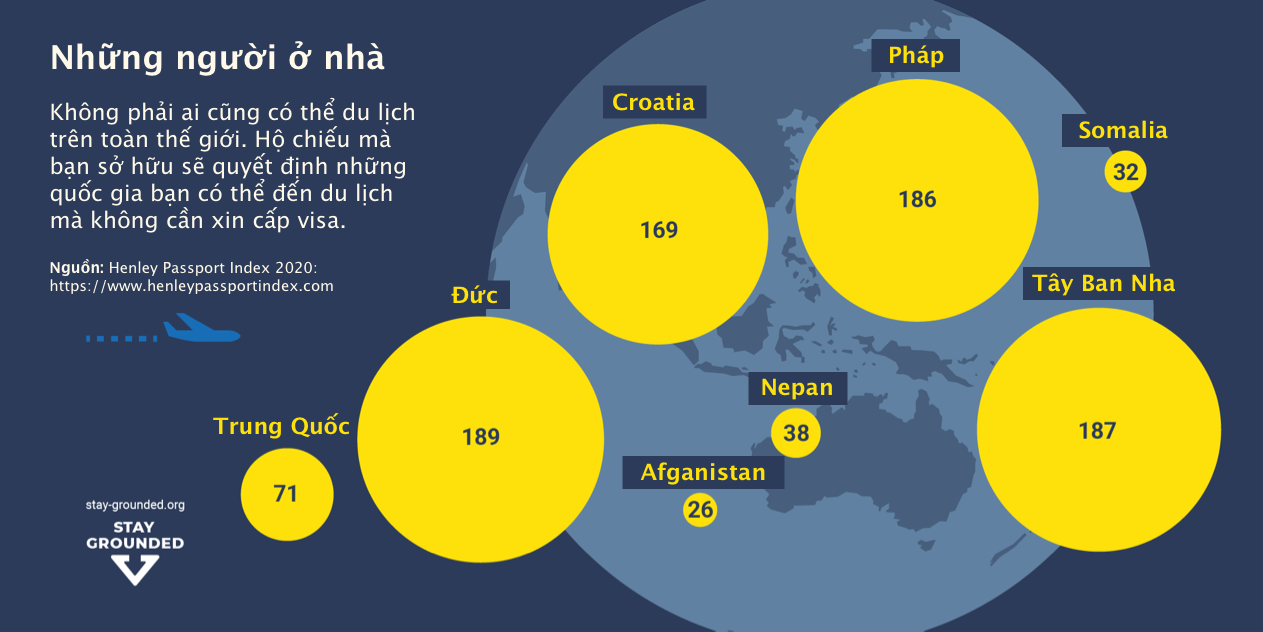 Những người ở nhà
Không phải ai cũng có thể du lịch
trên toàn thế giới. Hộ chiếu mà
bạn sở hữu sẽ quyết định những
quốc gia bạn có thể đến du lịch
mà không cần xin cấp visa.
Nguồn: Henley Passport Index 2020:
https://www.henleypassportindex.com
Pháp
186
Croatia
169
Somalia
32
Đức
189
Tây Ban Nha
187
Nepan
38
Trung Quốc
71
Afganistan
26
stay-grounded.org
STAY
GROUNDED